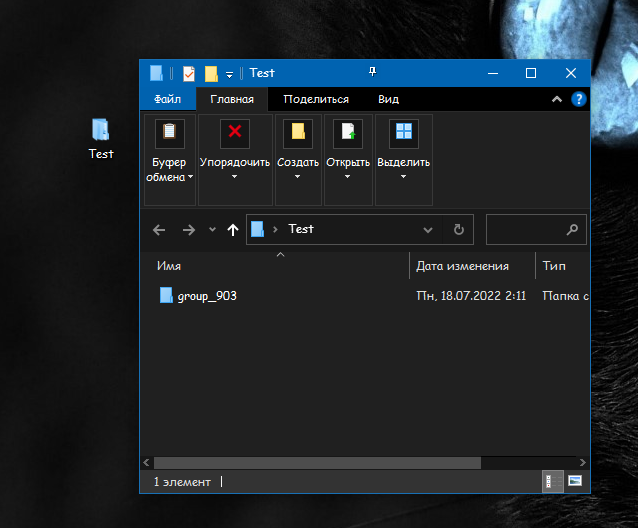 Test
Test
Файл
Главная
Поделиться
Вид
Буфер
обмена
Упорядочить
Создать
Открыть
Выделить
Test
Имя
Дата изменения
Тип
group_903
Пн, 18.07.2022 2:11
Папка с
1 элемент